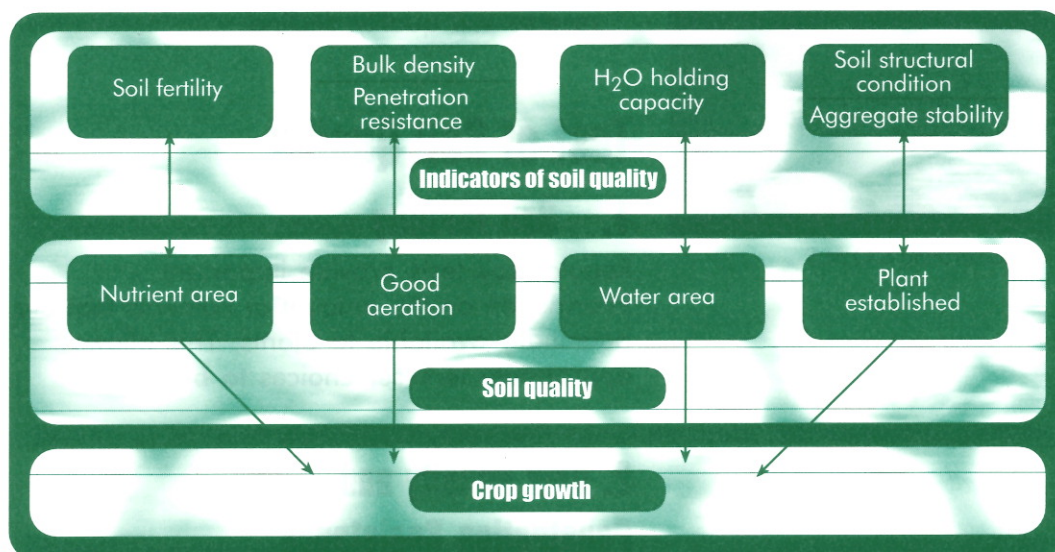 Soil fertility
Bulk density
Penetration
resistance
H₂O holding
capacity
Soil structural
condition
Aggregate stability
Indicators of soil quality
Nutrient area
Good
aeration
Water area
Plant
established
Soil quality
Crop growth